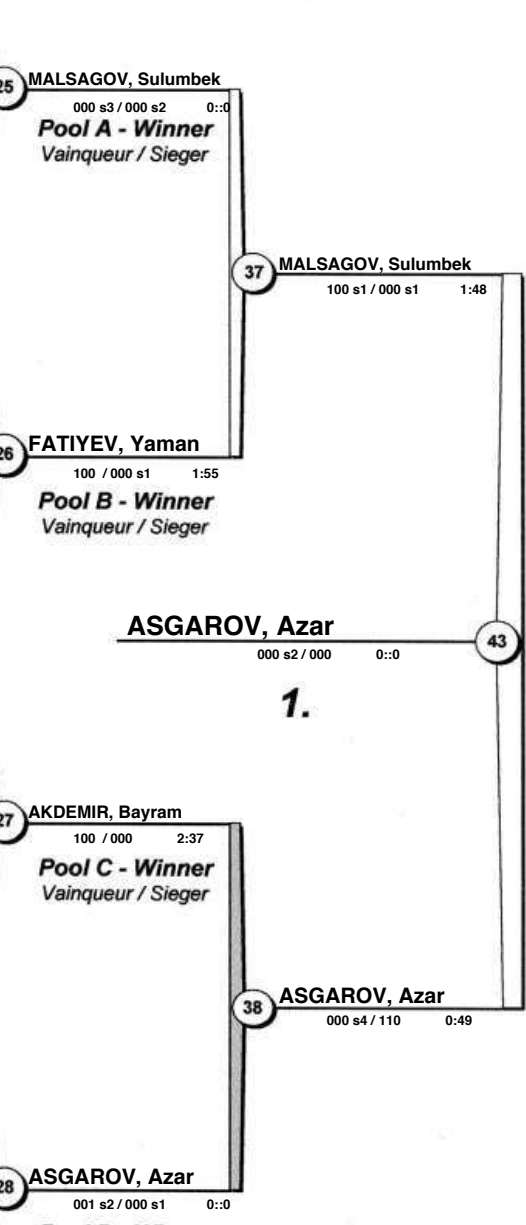 25 MALSAGOV, Sulumbek
000 s3 / 000 s2 0::0
Pool A - Winner
Vainqueur / Sieger
37 MALSAGOV, Sulumbek
100 s1 / 000 s1 1:48
26 FATIYEV, Yaman
100 / 000 s1 1:55
Pool B - Winner
Vainqueur / Sieger
ASGAROV, Azar 43
000 s2 / 000 0::0
1.
27 AKDEMIR, Bayram
100 / 000 2:37
Pool C - Winner
Vainqueur / Sieger
38 ASGAROV, Azar
000 s4 / 110 0:49
28 ASGAROV, Azar
001 s2 / 000 s1 0::0